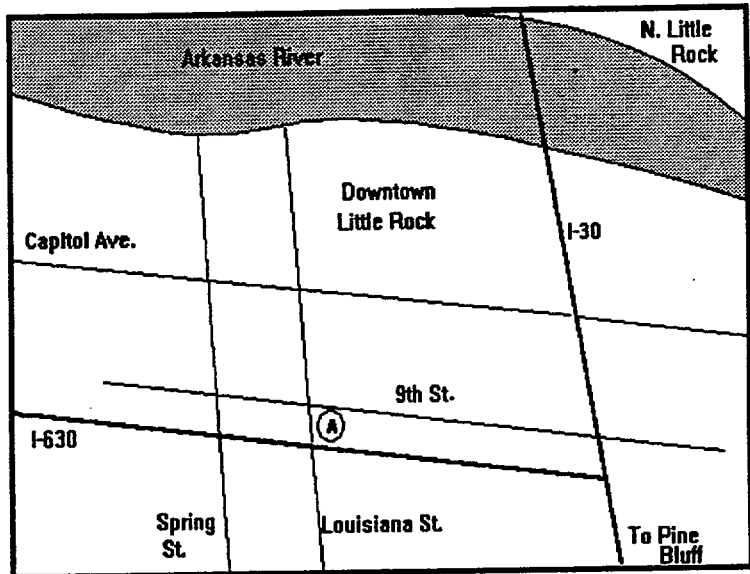 N. Little
Rock
Arkansas River
Downtown
Little Rock
I-30
Capitol Ave.
9th St.
A
I-630
Spring
St.
Louisiana St.
To Pine
Bluff